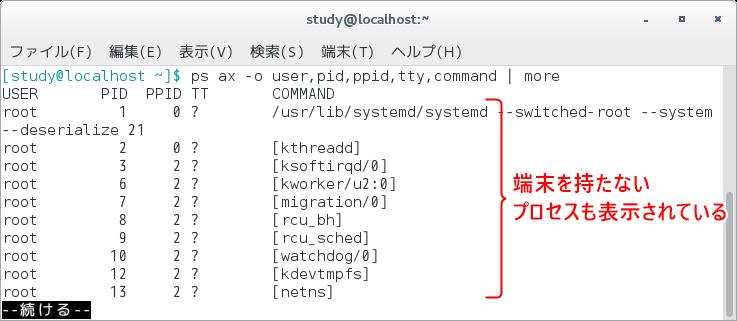 study@localhost:~
ファイル(F) 編集(E) 表示(V) 検索(S) 端末(T) ヘルプ(H)
[study@localhost ~]$ ps ax -o user,pid,ppid,tty,command | more
USER PID PPID TT COMMAND
root 1 0 ? /usr/lib/systemd/systemd --switched-root --system
--deserialize 21
root 2 0 ? [kthreadd]
root 3 2 ? [ksoftirqd/0]
root 6 2 ? [kworker/u2:0]
root 7 2 ? [migration/0]
root 8 2 ? [rcu_bh]
root 9 2 ? [rcu_sched]
root 10 2 ? [watchdog/0]
root 12 2 ? [kdevtmpfs]
root 13 2 ? [netns]
--続ける--
端末を持たない
プロセスも表示されている